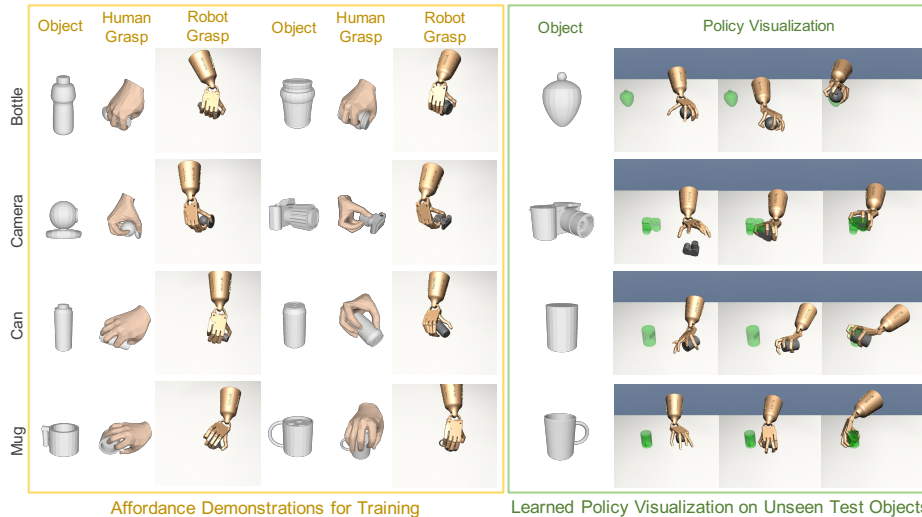 Object
Human
Grasp
Robot
Grasp
Object
Human
Grasp
Robot
Grasp
Object
Policy Visualization
Bottle
Camera
Can
Mug
Affordance Demonstrations for Training
Learned Policy Visualization on Unseen Test Objects